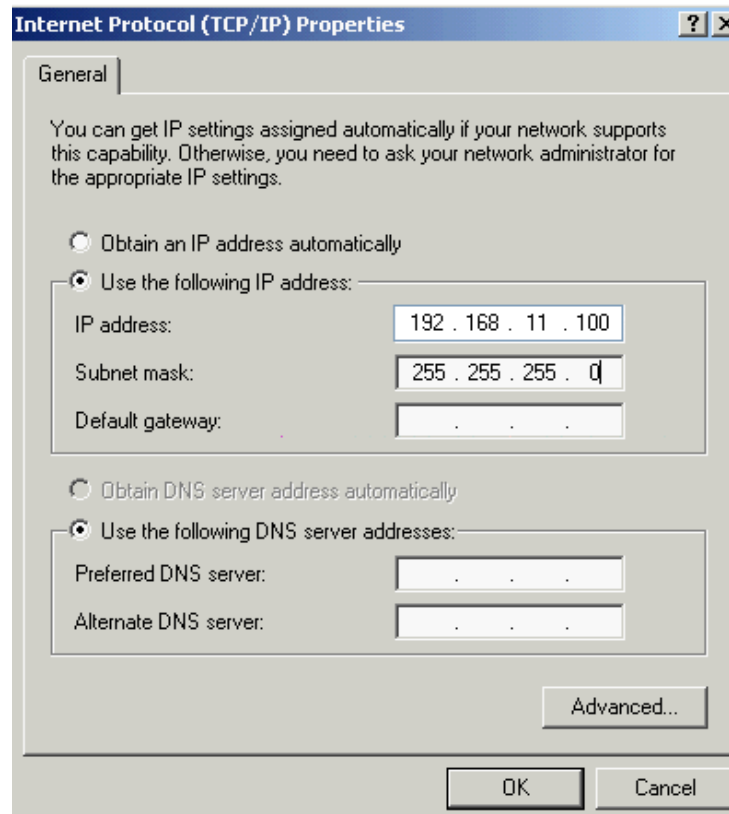 Internet Protocol (TCP/IP) Properties
General
You can get IP settings assigned automatically if your network supports
this capability. Otherwise, you need to ask your network administrator for
the appropriate IP settings.
Obtain an IP address automatically
Use the following IP address:
IP address: 192 . 168 . 11 . 100
Subnet mask: 255 . 255 . 255 . 0
Default gateway: . . .
Obtain DNS server address automatically
Use the following DNS server addresses:
Preferred DNS server: . . .
Alternate DNS server: . . .
Advanced...
OK Cancel